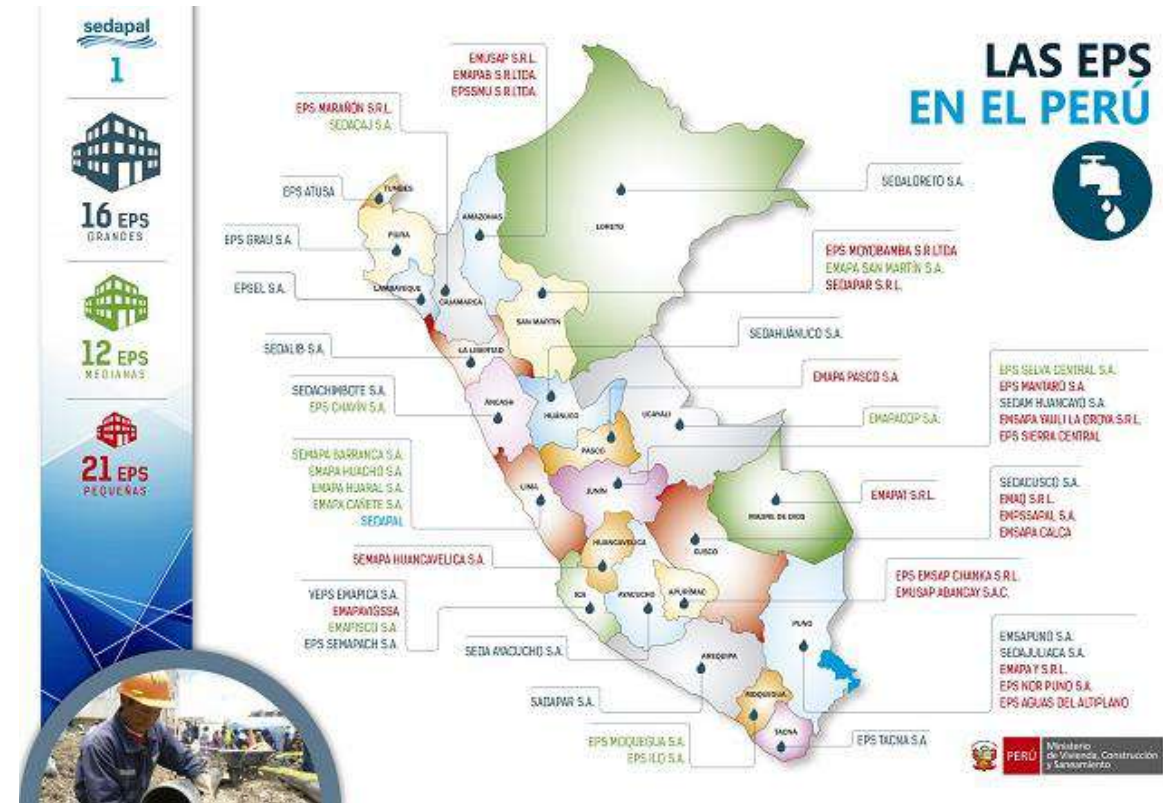 sedapal
1
16 EPS
GRANDES
12 EPS
MEDIANAS
21 EPS
PEQUEÑAS
LAS EPS
EN EL PERÚ
EMUSAP S.R.L.
EMAPAB S.R.LTDA.
EPSSMU S.R.LTDA.
EPS MARAÑÓN S.R.L.
SEDACAJ S.A.
EPS ATUSA
EPS GRAU S.A.
EPSEL S.A.
SEDALIB S.A.
SEDACHIMBOTE S.A.
EPS CHAVÍN S.A.
SEMAPA BARRANCA S.A.
EMAPA HUACHO S.A.
EMAPA HUARAL S.A.
EMAPA CAÑETE S.A.
SEDAPAL
SEMAPA HUANCAVELICA S.A.
VEPS EMAPICA S.A.
EMAPAVIGSSA
EMAPISCO S.A.
EPS SEMAPACH S.A.
SEDA AYACUCHO S.A.
SADAPAR S.A.
EPS MOQUEGUA S.A.
EPS ILO S.A.
TUMBES
PIURA
LAMBAYEQUE
CAJAMARCA
AMAZONAS
LORETO
SAN MARTÍN
LA LIBERTAD
ÁNCASH
HUÁNUCO
UCAYALI
PASCO
LIMA
JUNÍN
MADRE DE DIOS
CUSCO
HUANCAVELICA
ICA
AYACUCHO
APURÍMAC
PUNO
AREQUIPA
MOQUEGUA
TACNA
SEDALORETO S.A.
EPS MOYOBAMBA S.R.LTDA
EMAPA SAN MARTÍN S.A.
SEDAPAR S.R.L.
SEDAHUÁNUCO S.A.
EMAPA PASCO S.A.
EMAPACOP S.A.
EPS SELVA CENTRAL S.A.
EPS MANTARO S.A.
SEDAM HUANCAYO S.A.
EMSAPA YAULI LA OROYA S.R.L.
EPS SIERRA CENTRAL
EMAPAT S.R.L.
SEDACUSCO S.A.
EMAQ S.R.L.
EMPSSAPAL S.A.
EMSAPA CALCA
EPS EMSAP CHANKA S.R.L.
EMUSAP ABANCAY S.A.C.
EMSAPUNO S.A.
SEDAJULIACA S.A.
EMAPA Y S.R.L.
EPS NOR PUNO S.A.
EPS AGUAS DEL ALTIPLANO
EPS TACNA S.A.
PERÚ
Ministerio
de Vivienda, Construcción
y Saneamiento